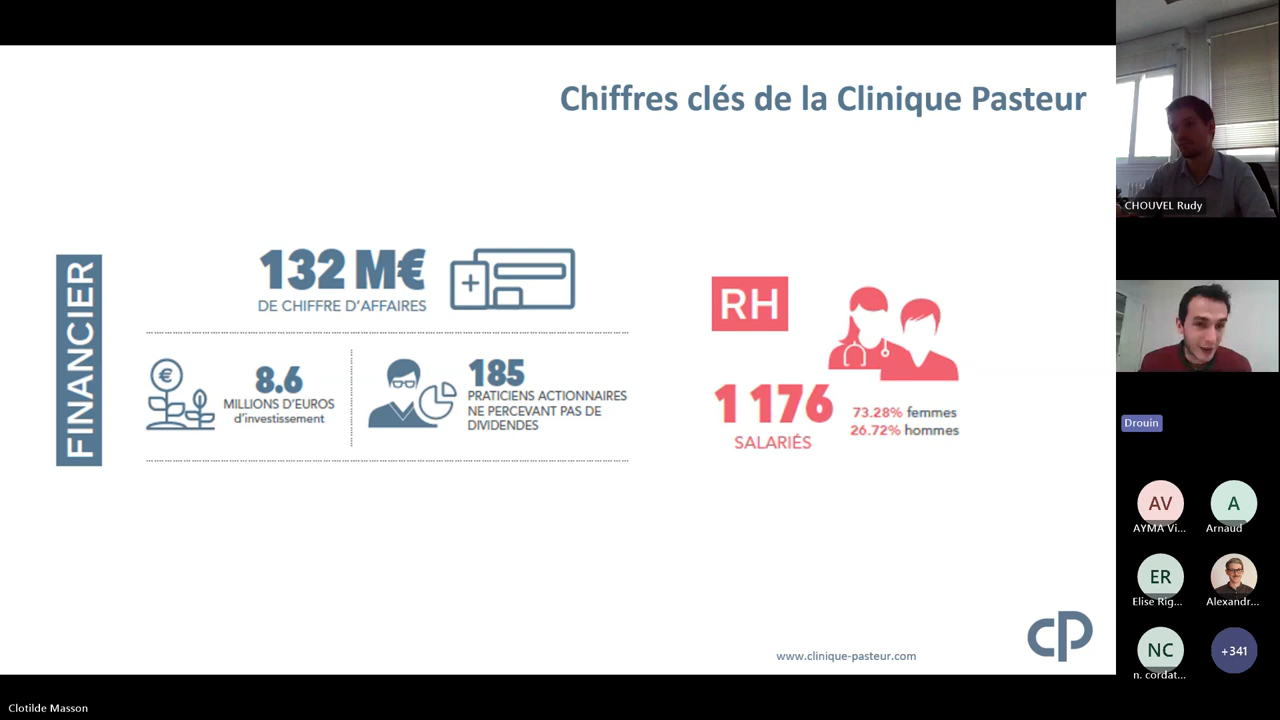 Chiffres clés de la Clinique Pasteur
FINANCIER
132 M€
DE CHIFFRE D'AFFAIRES
8.6
MILLIONS D'EUROS
d'investissement
185
PRATICIENS ACTIONNAIRES
NE PERCEVANT PAS DE
DIVIDENDES
RH
1 176
SALARIÉS
73.28% femmes
26.72% hommes
www.clinique-pasteur.com
cP
CHOUVEL Rudy
Drouin
AV
AYMA Vi...
A
Arnaud
ER
Elise Rig...
Alexandr...
NC
n. cordat...
+341
Clotilde Masson